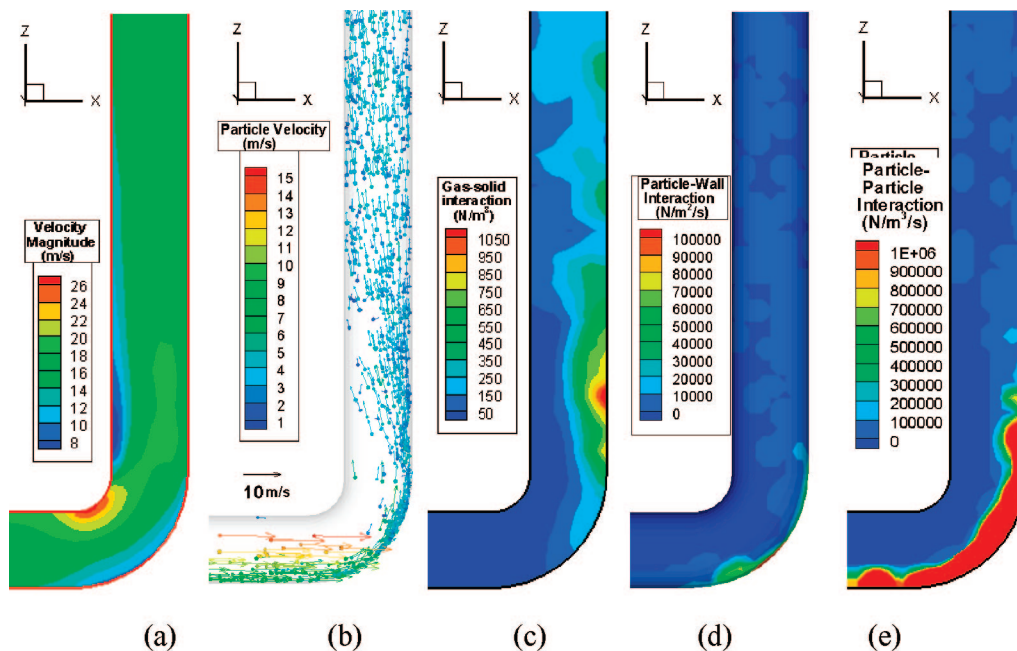 Z
Y X
Velocity
Magnitude
(m/s)
26
24
22
20
18
16
14
12
10
8
(a)
Z
Y X
Particle Velocity
(m/s)
15
14
13
12
11
10
9
8
7
6
5
4
3
2
1
10 m/s
(b)
Z
Y X
Gas-solid
interaction
(N/m³)
1050
950
850
750
650
550
450
350
250
150
50
(c)
Z
Y X
Particle-Wall
Interaction
(N/m²/s)
100000
90000
80000
70000
60000
50000
40000
30000
20000
10000
0
(d)
Z
Y X
Particle-
Particle
Interaction
(N/m³/s)
1E+06
900000
800000
700000
600000
500000
400000
300000
200000
100000
0
(e)